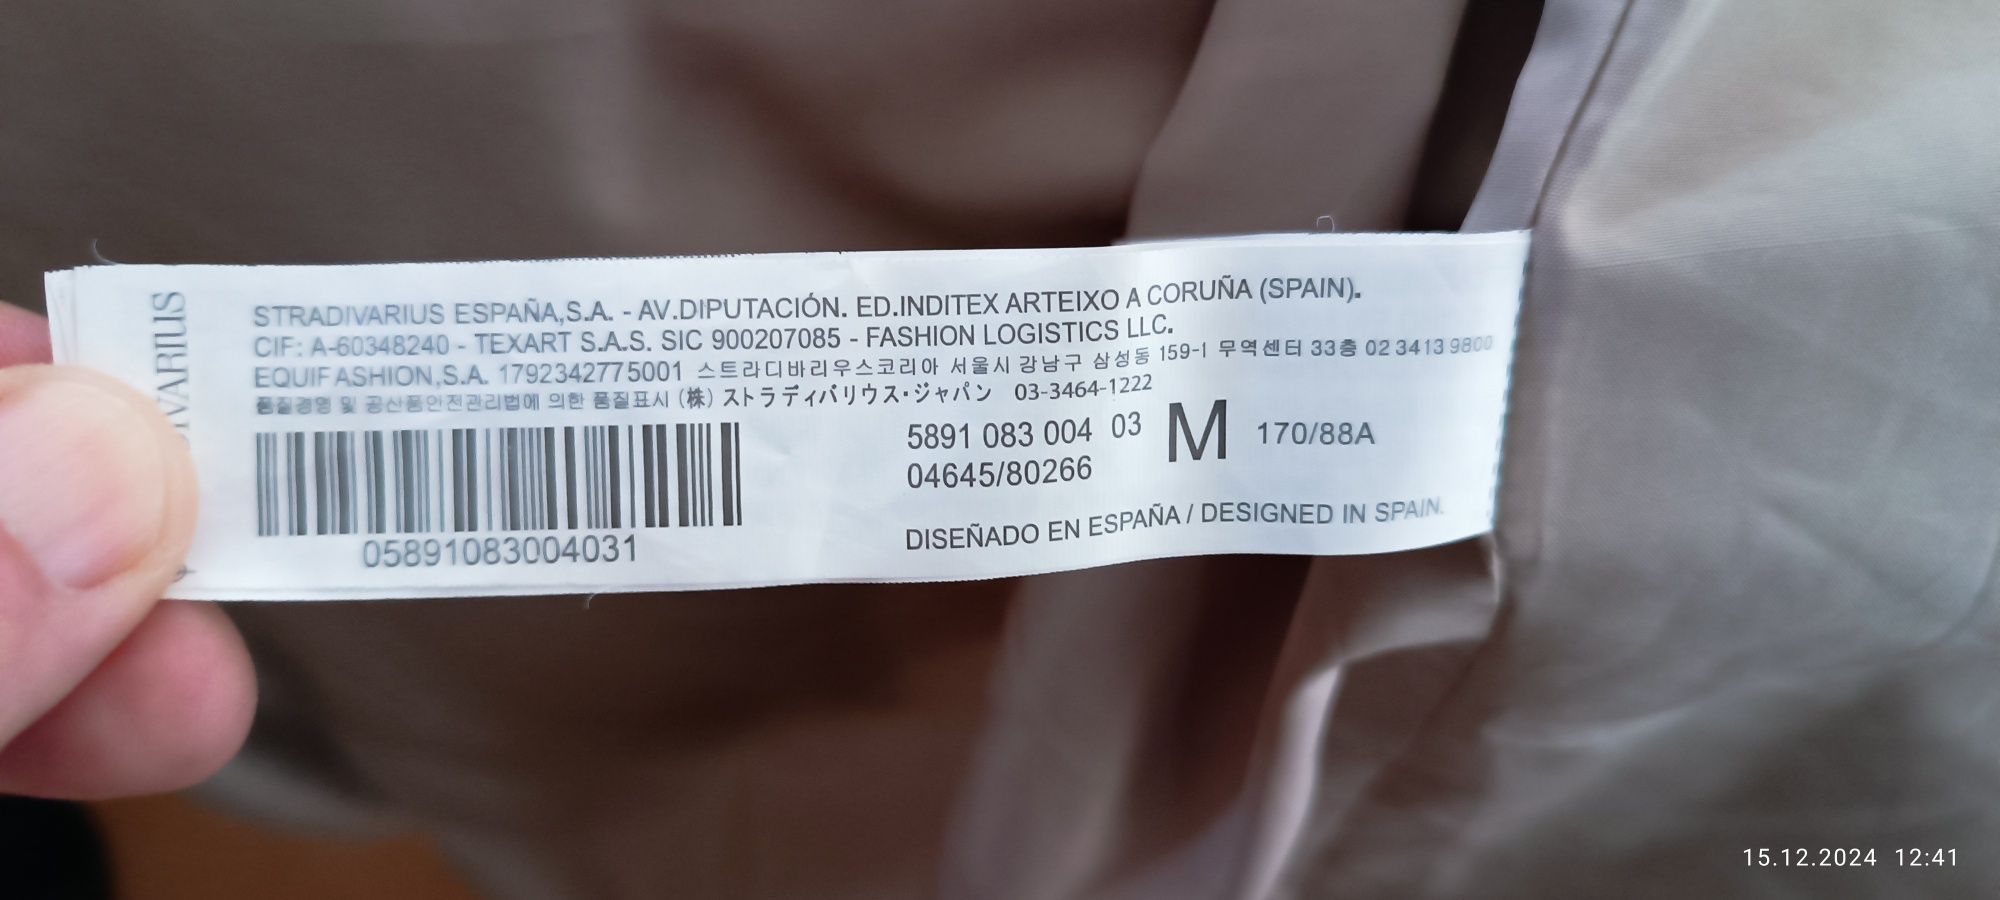 IVARIUS
STRADIVARIUS ESPAÑA,S.A. - AV.DIPUTACIÓN. ED.INDITEX ARTEIXO A CORUÑA (SPAIN).
CIF: A-60348240 - TEXART S.A.S. SIC 900207085 - FASHION LOGISTICS LLC.
EQUIFASHION,S.A. 1792342775001 스트라디바리우스코리아 서울시 강남구 삼성동 159-1 무역센터 33층 02 3413 9800
품질경영 및 공산품안전관리법에 의한 품질표시 (株) ストラディバリウス・ジャパン 03-3464-1222
5891 083 004 03 M 170/88A
04645/80266
05891083004031
DISEÑADO EN ESPAÑA / DESIGNED IN SPAIN.
15.12.2024 12:41